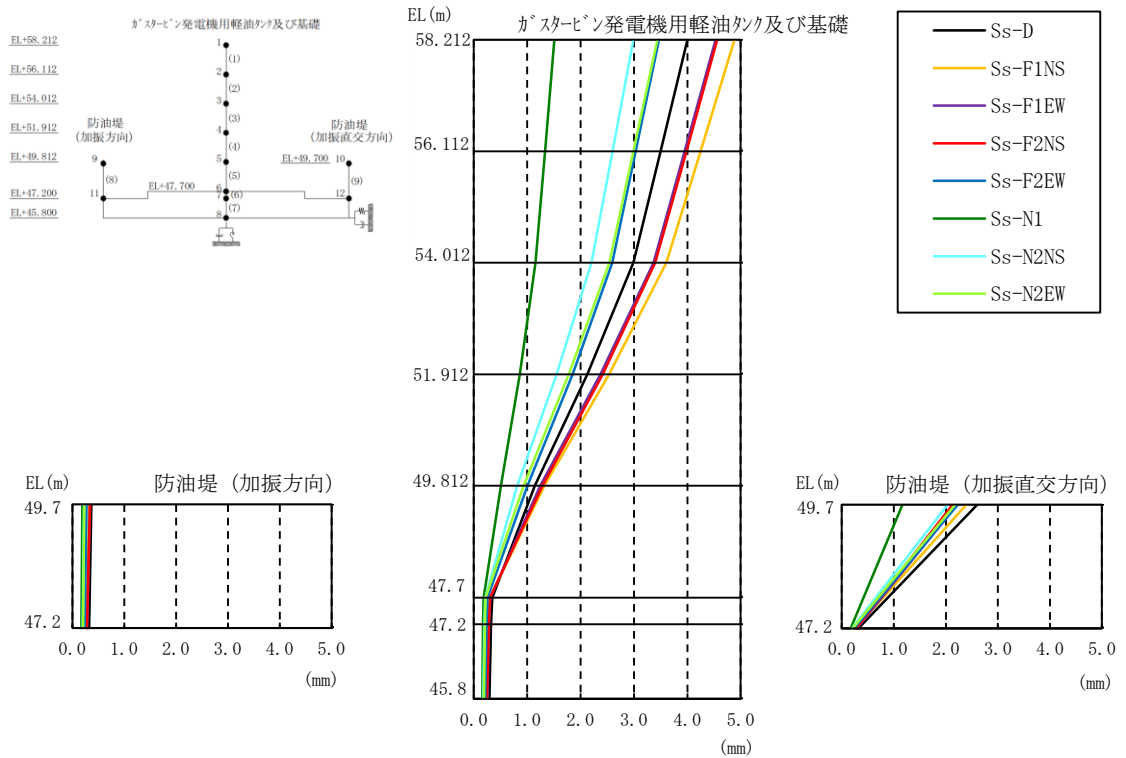 ｶﾞｽﾀｰﾋﾞﾝ発電機用軽油ﾀﾝｸ及び基礎
EL+58.212
EL+56.112
EL+54.012
EL+51.912
EL+49.812
EL+47.200
EL+45.800
防油堤
(加振方向)
防油堤
(加振直交方向)
EL+49.700
EL+47.700
1
(1)
2
(2)
3
(3)
4
(4)
5
(5)
6
(6)
7
(7)
8
9
(8)
11
10
(9)
12
EL(m)
ｶﾞｽﾀｰﾋﾞﾝ発電機用軽油ﾀﾝｸ及び基礎
58.212
56.112
54.012
51.912
49.812
47.7
47.2
45.8
0.0 1.0 2.0 3.0 4.0 5.0
(mm)
Ss-D
Ss-F1NS
Ss-F1EW
Ss-F2NS
Ss-F2EW
Ss-N1
Ss-N2NS
Ss-N2EW
EL(m)
防油堤（加振方向）
49.7
47.2
0.0 1.0 2.0 3.0 4.0 5.0
(mm)
EL(m)
防油堤（加振直交方向）
49.7
47.2
0.0 1.0 2.0 3.0 4.0 5.0
(mm)